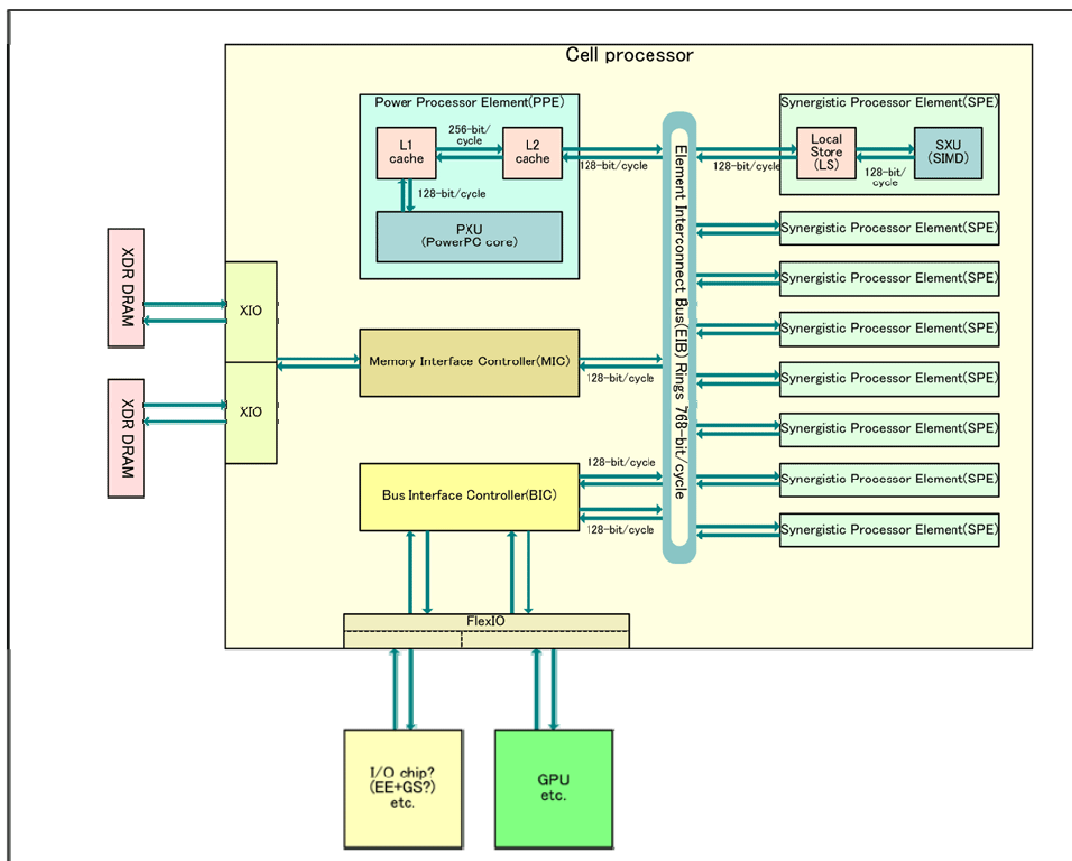 Cell processor
Power Processor Element(PPE)
L1
cache
256-bit/
cycle
L2
cache
128-bit/cycle
128-bit/cycle
PXU
(PowerPC core)
Element Interconnect Bus(EIB) Rings 768-bit/cycle
Synergistic Processor Element(SPE)
Local
Store
(LS)
SXU
(SIMD)
128-bit/cycle
128-bit/
cycle
Synergistic Processor Element(SPE)
Synergistic Processor Element(SPE)
Synergistic Processor Element(SPE)
Synergistic Processor Element(SPE)
Synergistic Processor Element(SPE)
Synergistic Processor Element(SPE)
Synergistic Processor Element(SPE)
XDR DRAM
XDR DRAM
XIO
XIO
Memory Interface Controller(MIC)
128-bit/cycle
Bus Interface Controller(BIC)
128-bit/cycle
128-bit/cycle
FlexIO
I/O chip?
(EE+GS?)
etc.
GPU
etc.